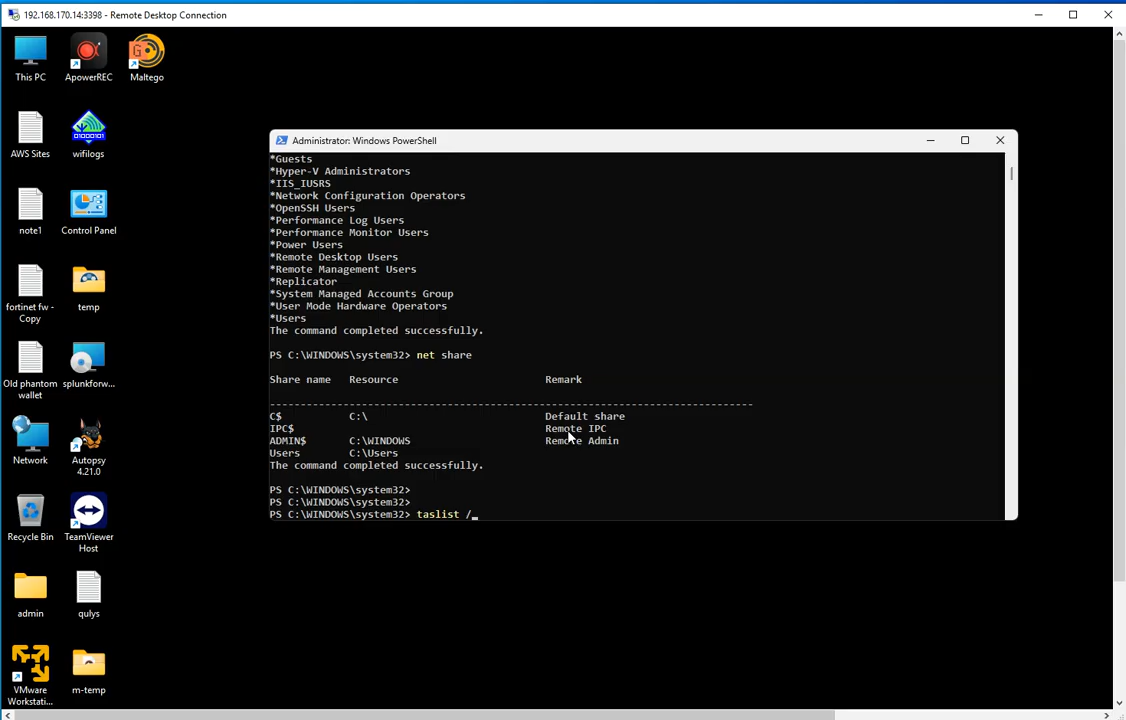 192.168.170.14:3398 - Remote Desktop Connection
This PC
ApowerREC
Maltego
AWS Sites
wifilogs
01000101
note1
Control Panel
fortinet fw -
Copy
temp
Old phantom
wallet
splunkforw...
Network
Autopsy
4.21.0
Recycle Bin
TeamViewer
Host
admin
qulys
VMware
Workstati...
m-temp
Administrator: Windows PowerShell
*Guests
*Hyper-V Administrators
*IIS_IUSRS
*Network Configuration Operators
*OpenSSH Users
*Performance Log Users
*Performance Monitor Users
*Power Users
*Remote Desktop Users
*Remote Management Users
*Replicator
*System Managed Accounts Group
*User Mode Hardware Operators
*Users
The command completed successfully.
PS C:\WINDOWS\system32> net share
Share name Resource Remark
-------------------------------------------------------------------------------
C$ C:\ Default share
IPC$ Remote IPC
ADMIN$ C:\WINDOWS Remote Admin
Users C:\Users
The command completed successfully.
PS C:\WINDOWS\system32>
PS C:\WINDOWS\system32>
PS C:\WINDOWS\system32> taslist /_